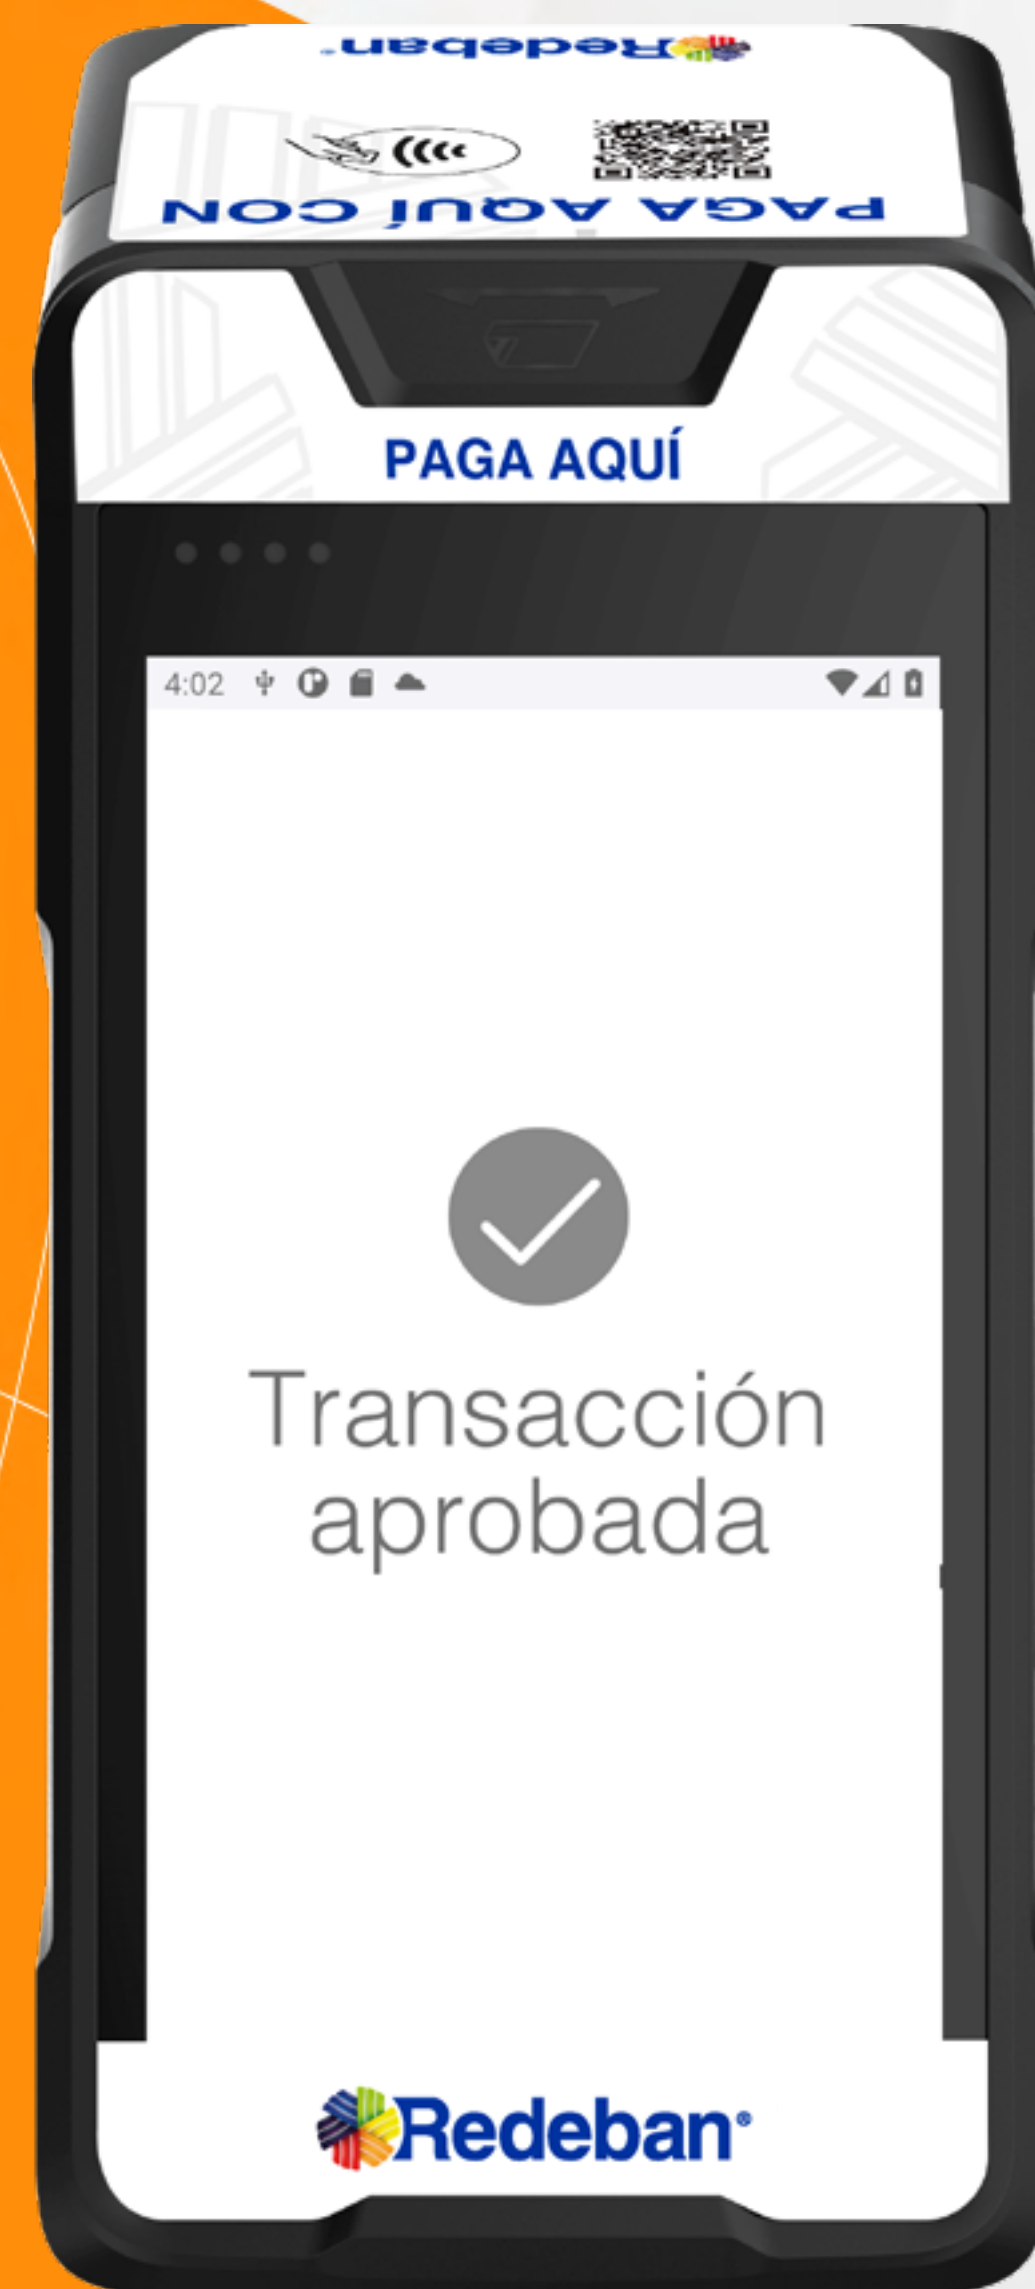 Redeban
PAGA AQUÍ CON
PAGA AQUÍ
4:02
Transacción
aprobada
Redeban®